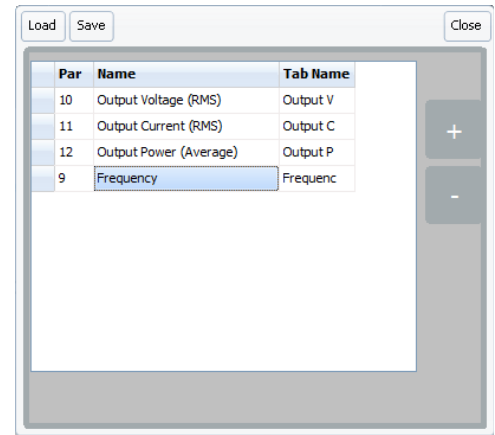 Load Save Close
Par Name Tab Name
10 Output Voltage (RMS) Output V
11 Output Current (RMS) Output C
+
12 Output Power (Average) Output P
9 Frequency Frequenc
-